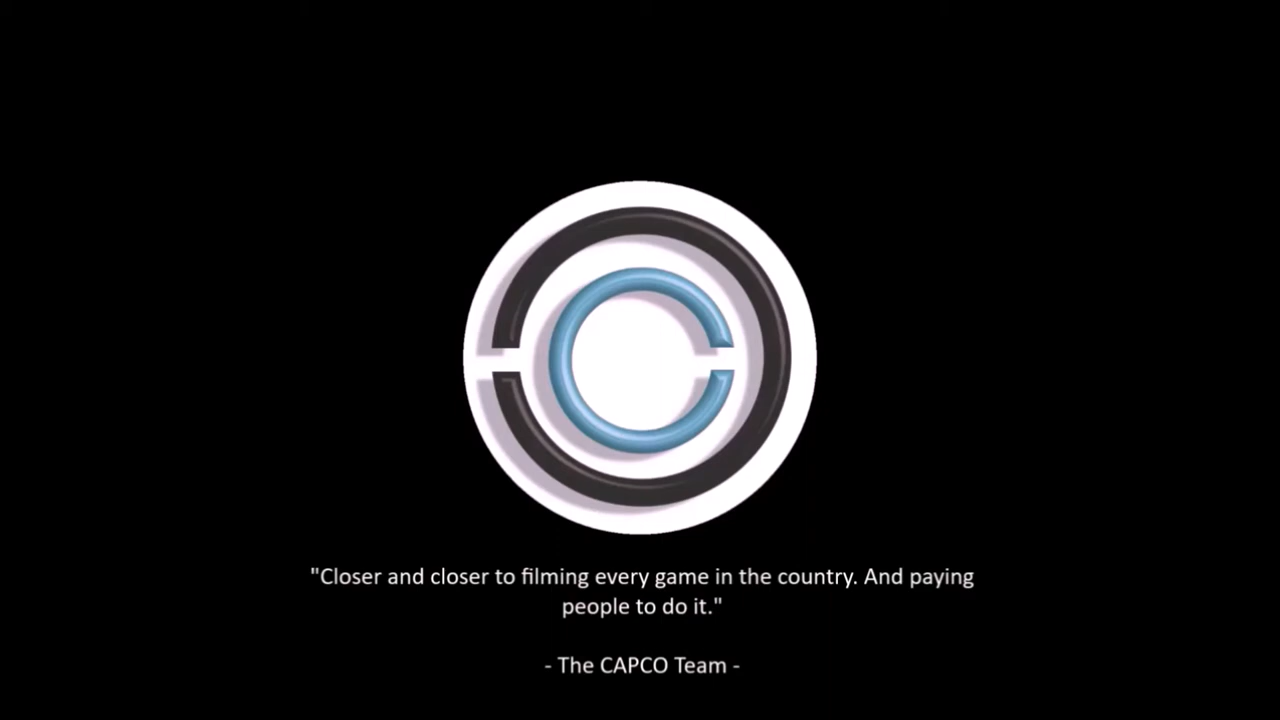 "Closer and closer to filming every game in the country. And paying
people to do it."
- The CAPCO Team -